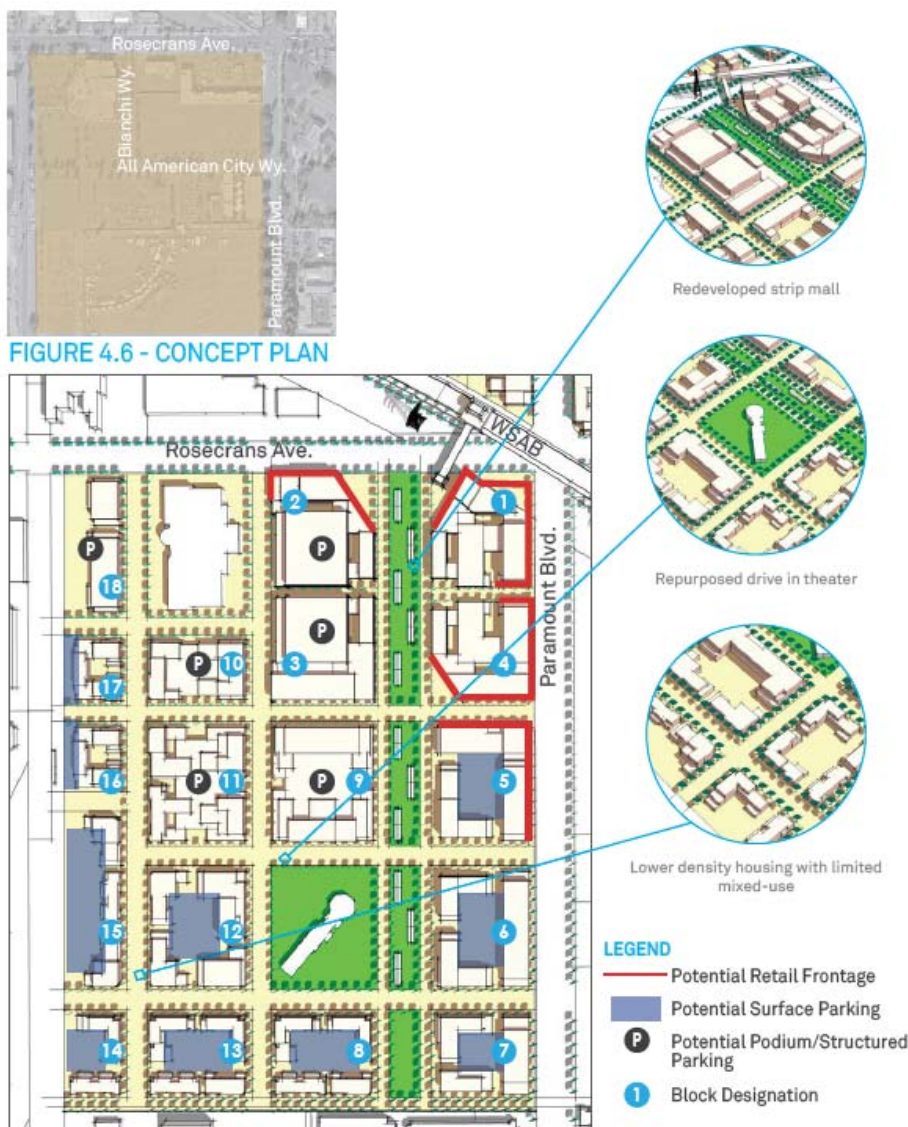 Rosecrans Ave.
Bianchi Wy.
All American City Wy.
Paramount Blvd.
FIGURE 4.6 - CONCEPT PLAN
Redeveloped strip mall
Repurposed drive in theater
Lower density housing with limited
mixed-use
WSAB
Rosecrans Ave.
Paramount Blvd.
2
1
P
P
18
P
3
4
P
10
17
P
11
P
9
5
16
15
12
6
14
13
8
7
LEGEND
Potential Retail Frontage
Potential Surface Parking
P Potential Podium/Structured
Parking
1 Block Designation